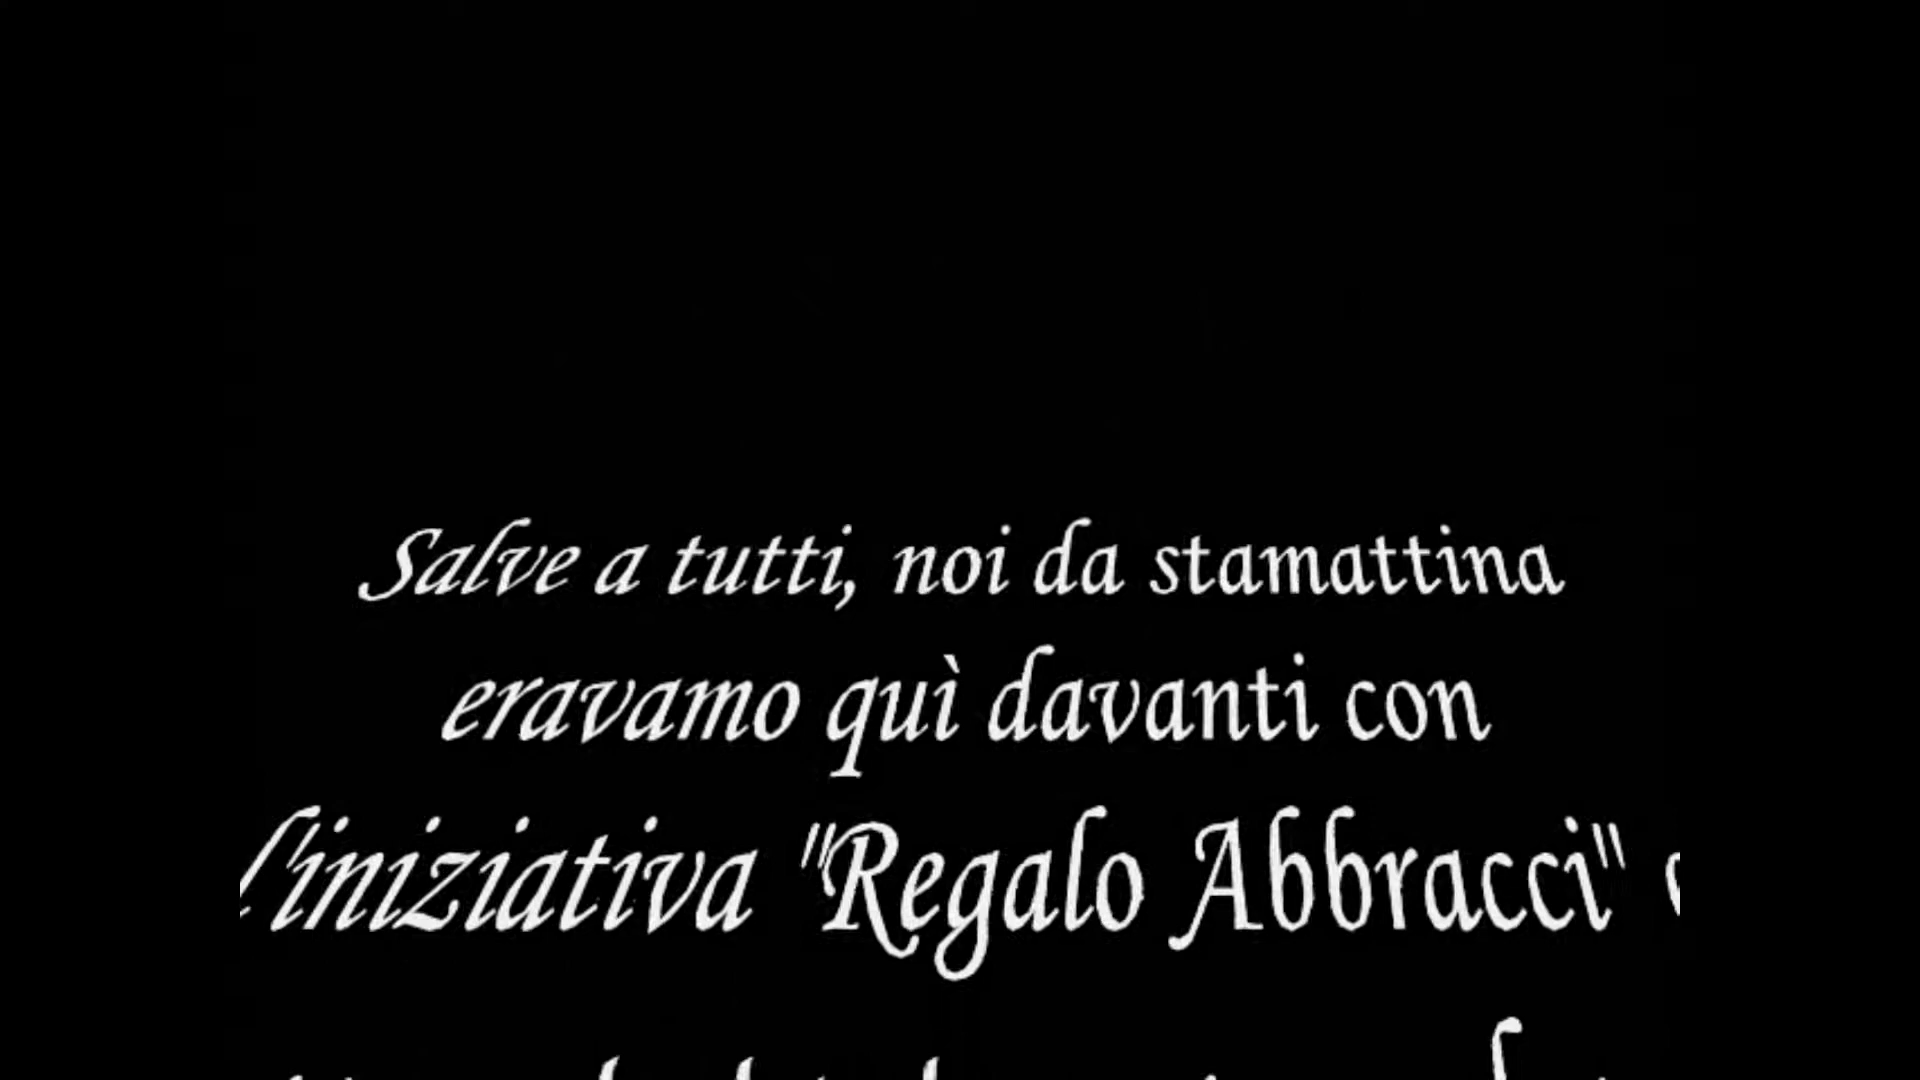 Salve a tutti, noi da stamattina
eravamo quì davanti con
l'iniziativa "Regalo Abbracci"